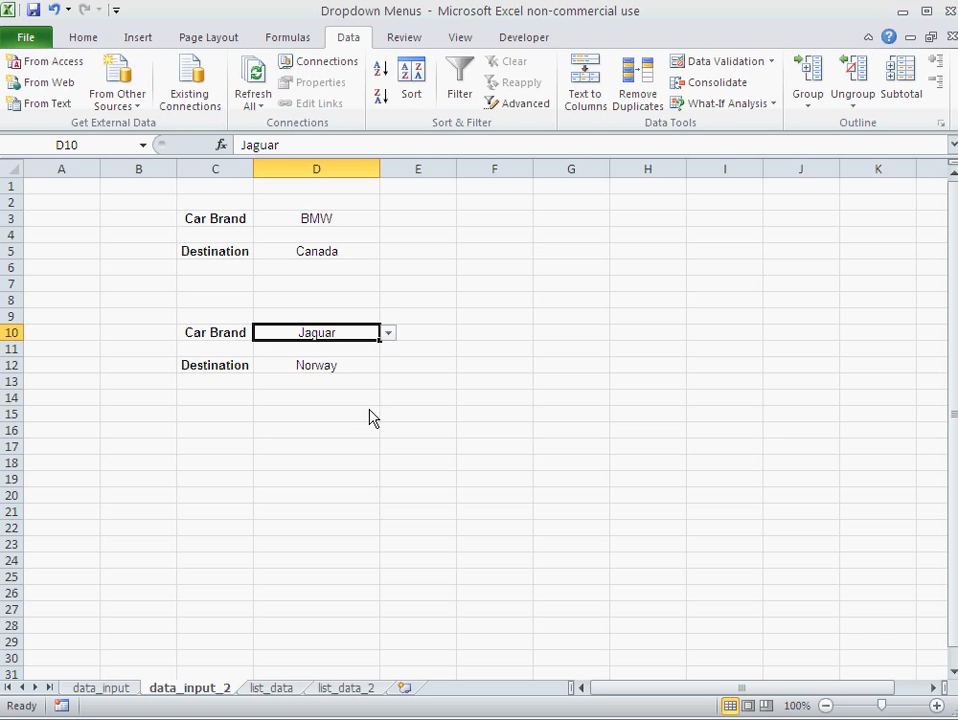 Dropdown Menus - Microsoft Excel non-commercial use
File Home Insert Page Layout Formulas Data Review View Developer
From Access
From Web
From Text
From Other Sources
Existing Connections
Get External Data
Refresh All
Connections
Properties
Edit Links
Connections
Sort
Filter
Clear
Reapply
Advanced
Sort & Filter
Text to Columns
Remove Duplicates
Data Validation
Consolidate
What-If Analysis
Data Tools
Group
Ungroup
Subtotal
Outline
D10 fx Jaguar
A B C D E F G H I J K
1
2
3 Car Brand BMW
4
5 Destination Canada
6
7
8
9
10 Car Brand Jaguar
11
12 Destination Norway
13
14
15
16
17
18
19
20
21
22
23
24
25
26
27
28
29
30
31
data_input data_input_2 list_data list_data_2
Ready 100%